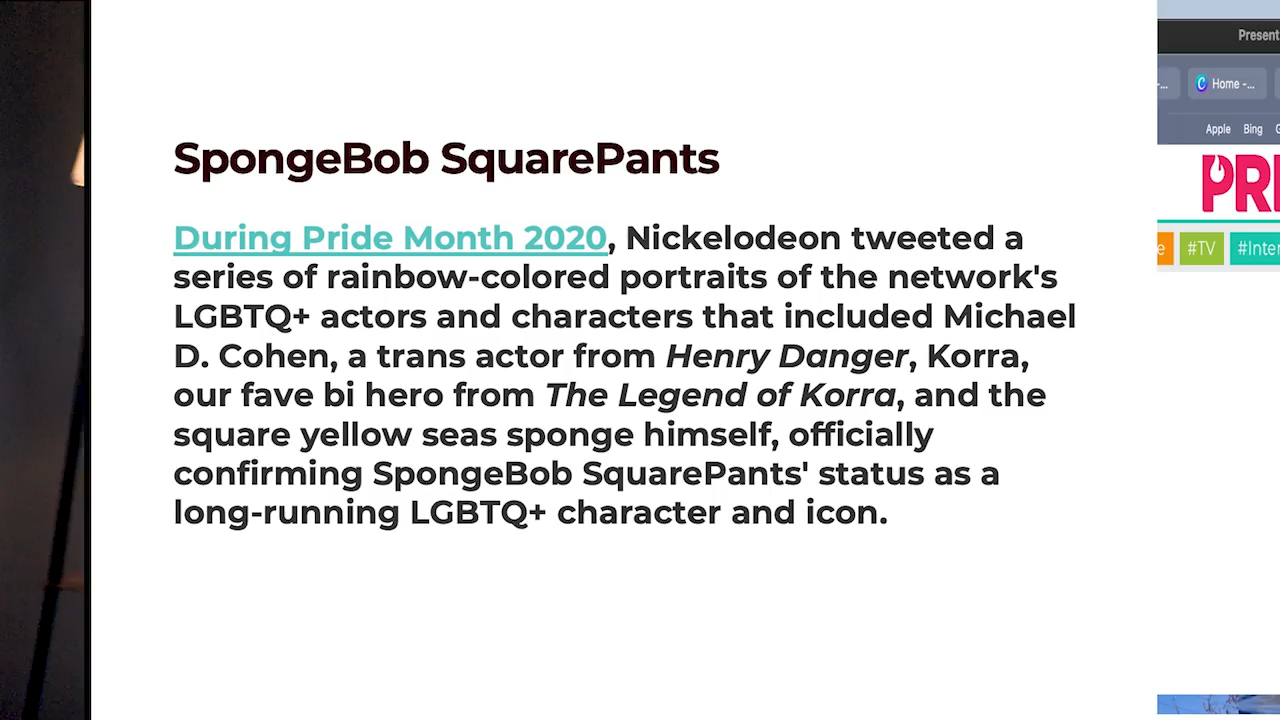 SpongeBob SquarePants
During Pride Month 2020, Nickelodeon tweeted a
series of rainbow-colored portraits of the network's
LGBTQ+ actors and characters that included Michael
D. Cohen, a trans actor from Henry Danger, Korra,
our fave bi hero from The Legend of Korra, and the
square yellow seas sponge himself, officially
confirming SpongeBob SquarePants' status as a
long-running LGBTQ+ character and icon.
Present
Home -...
Apple Bing
PRI
#TV #Inter